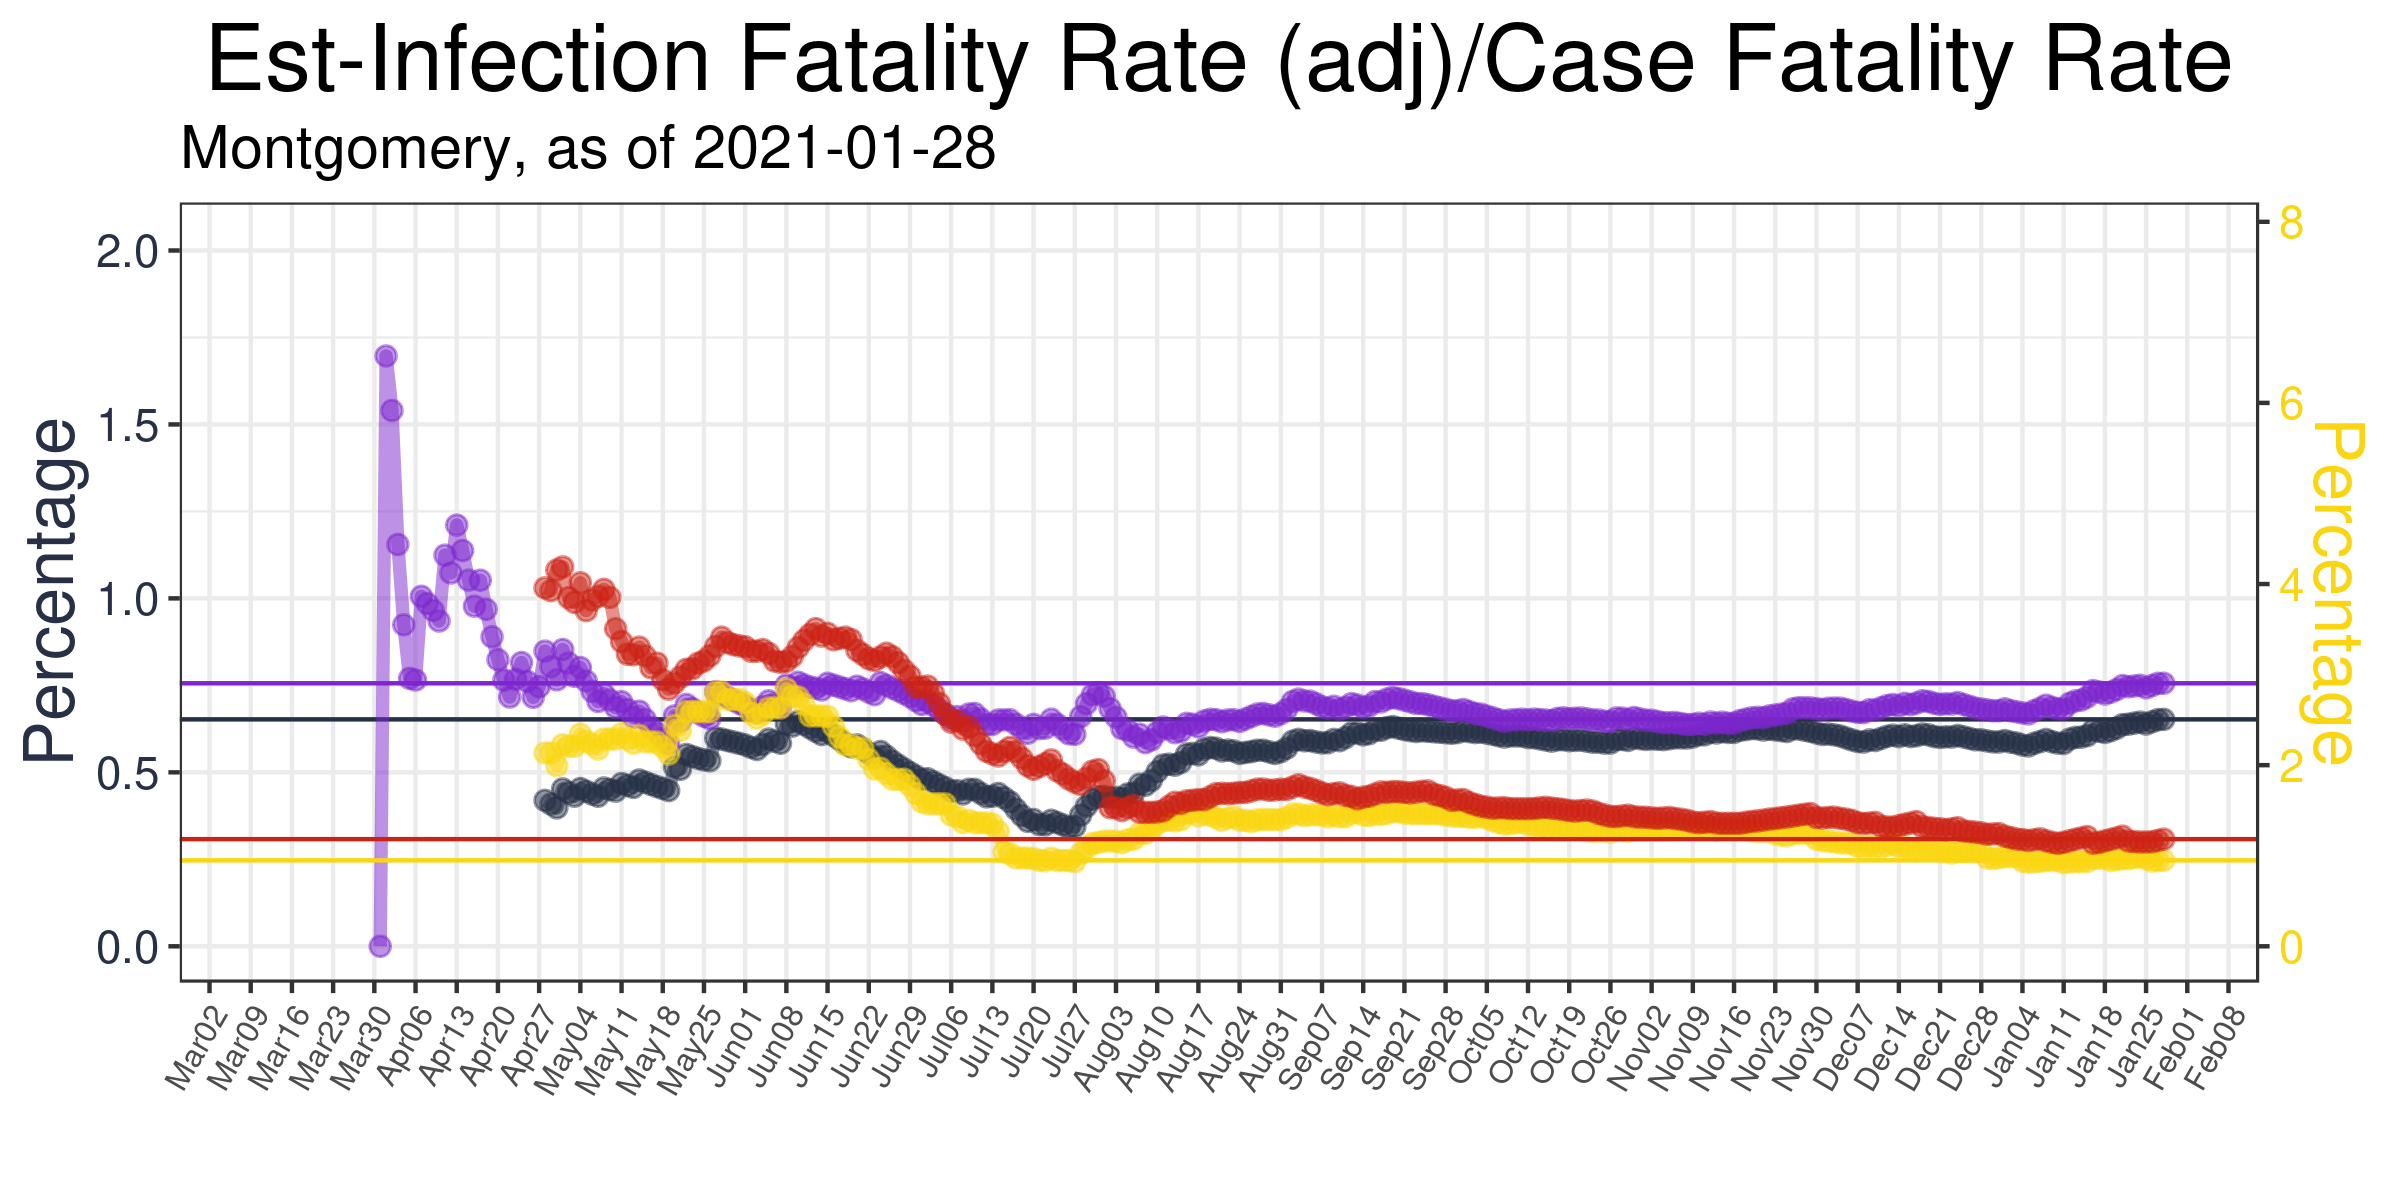 Est-Infection Fatality Rate (adj)/Case Fatality Rate
Montgomery, as of 2021-01-28
Percentage
2.0
1.5
1.0
0.5
0.0
8
6
4
2
0
Percentage
Mar02 Mar09 Mar16 Mar23 Mar30 Apr06 Apr13 Apr20 Apr27 May04 May11 May18 May25 Jun01 Jun08 Jun15 Jun22 Jun29 Jul06 Jul13 Jul20 Jul27 Aug03 Aug10 Aug17 Aug24 Aug31 Sep07 Sep14 Sep21 Sep28 Oct05 Oct12 Oct19 Oct26 Nov02 Nov09 Nov16 Nov23 Nov30 Dec07 Dec14 Dec21 Dec28 Jan04 Jan11 Jan18 Jan25 Feb01 Feb08